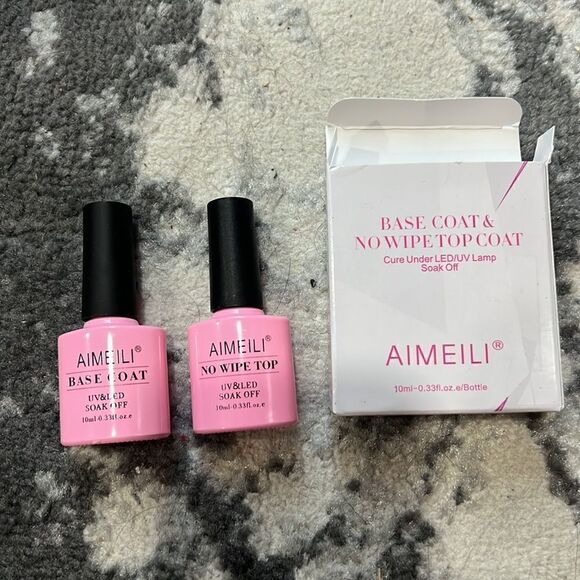 AIMEILI®
BASE COAT
UV&LED
SOAK OFF
10ml-0.33fl.oz.e
AIMEILI®
NO WIPE TOP
UV&LED
SOAK OFF
10ml-0.33fl.oz.e
BASE COAT &
NO WIPE TOP COAT
Cure Under LED/UV Lamp
Soak Off
AIMEILI®
10ml-0.33fl.oz.e/Bottle